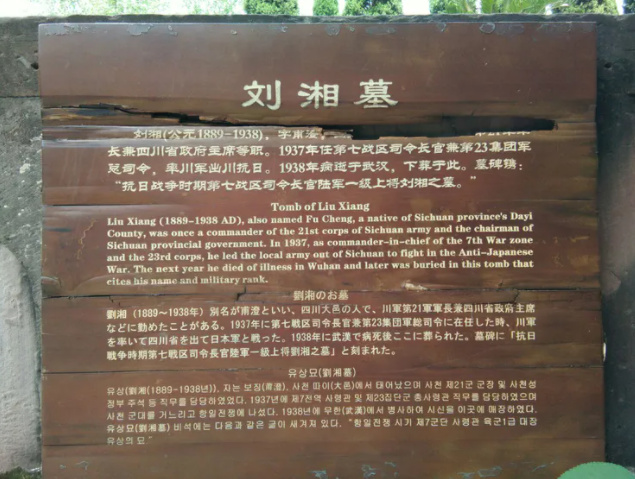 刘湘墓
刘湘(公元1889-1938)，字甫澄
长兼四川省政府主席等职。1937年任第七战区司令长官兼第23集团军
总司令，率川军出川抗日。1938年病逝于武汉，下葬于此。墓碑镌：
“抗日战争时期第七战区司令长官陆军一级上将刘湘之墓。”
Tomb of Liu Xiang
Liu Xiang (1889-1938 AD), also named Fu Cheng, a native of Sichuan province's Dayi
County, was once a commander of the 21st corps of Sichuan army and the chairman of
Sichuan provincial government. In 1937, as commander-in-chief of the 7th War zone
and the 23rd corps, he led the local army out of Sichuan to fight in the Anti-Japanese
War. The next year he died of illness in Wuhan and later was buried in this tomb that
cites his name and military rank.
劉湘のお墓
劉湘（1889～1938年）別名が甫澄といい、四川大邑の人で、川軍第21軍軍長兼四川省政府主席
などに勤めたことがある。1937年に第七戦区司令長官兼第23集団軍総司令に在任した時、川軍
を率いて四川省を出て日本軍と戦った。1938年に武漢で病死後ここに葬られた。墓碑に「抗日
戦争時期第七戦区司令長官陸軍一級上将劉湘之墓」と刻まれた。
유상묘(劉湘墓)
유상(劉湘(1889-1938년)), 자는 보징(甫澄), 사천 따이(大邑)에서 태어났으며 사천 제21군 군장 및 사천성
정부 주석 등 직무를 담당하였었다. 1937년에 제7전역 사령관 및 제23집단군 총사령관 직무를 담당하였으며
사천 군대를 거느리고 항일전쟁에 나섰다. 1938년에 무한(武漢)에서 병사하여 시신을 이곳에 매장하였다.
유상묘(劉湘墓) 비석에는 다음과 같은 글이 새겨져 있다. "항일전쟁 시기 제7군단 사령관 육군1급 대장
유상의 묘."